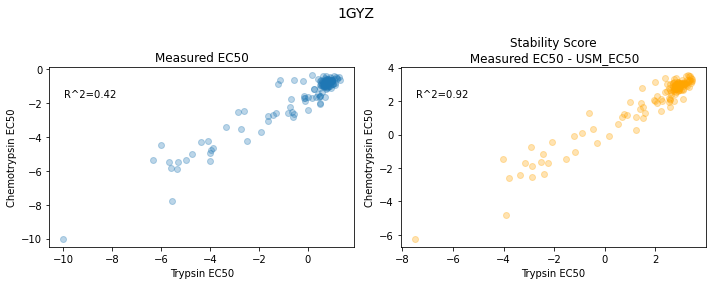 1GYZ
Measured EC50
R^2=0.42
Chemotrypsin EC50
0
−2
−4
−6
−8
−10
−10
−8
−6
−4
−2
0
Trypsin EC50
Stability Score
Measured EC50 - USM_EC50
R^2=0.92
Chemotrypsin EC50
4
2
0
−2
−4
−6
−8
−6
−4
−2
0
2
Trypsin EC50